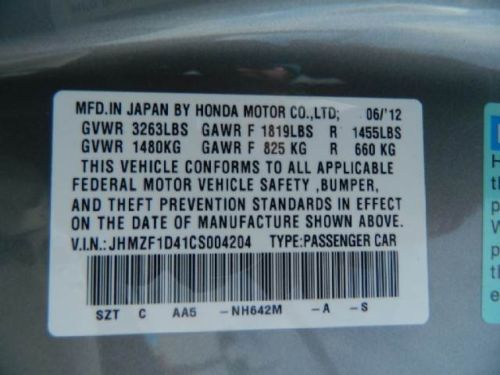 MFD.IN JAPAN BY HONDA MOTOR CO.,LTD; 06/'12
GVWR 3263LBS GAWR F 1819LBS R 1455LBS
GVWR 1480KG GAWR F 825 KG R 660 KG
THIS VEHICLE CONFORMS TO ALL APPLICABLE
FEDERAL MOTOR VEHICLE SAFETY ,BUMPER,
AND THEFT PREVENTION STANDARDS IN EFFECT
ON THE DATE OF MANUFACTURE SHOWN ABOVE.
V.I.N.:JHMZF1D41CS004204 TYPE:PASSENGER CAR
SZT C AA5 -NH642M -A -S